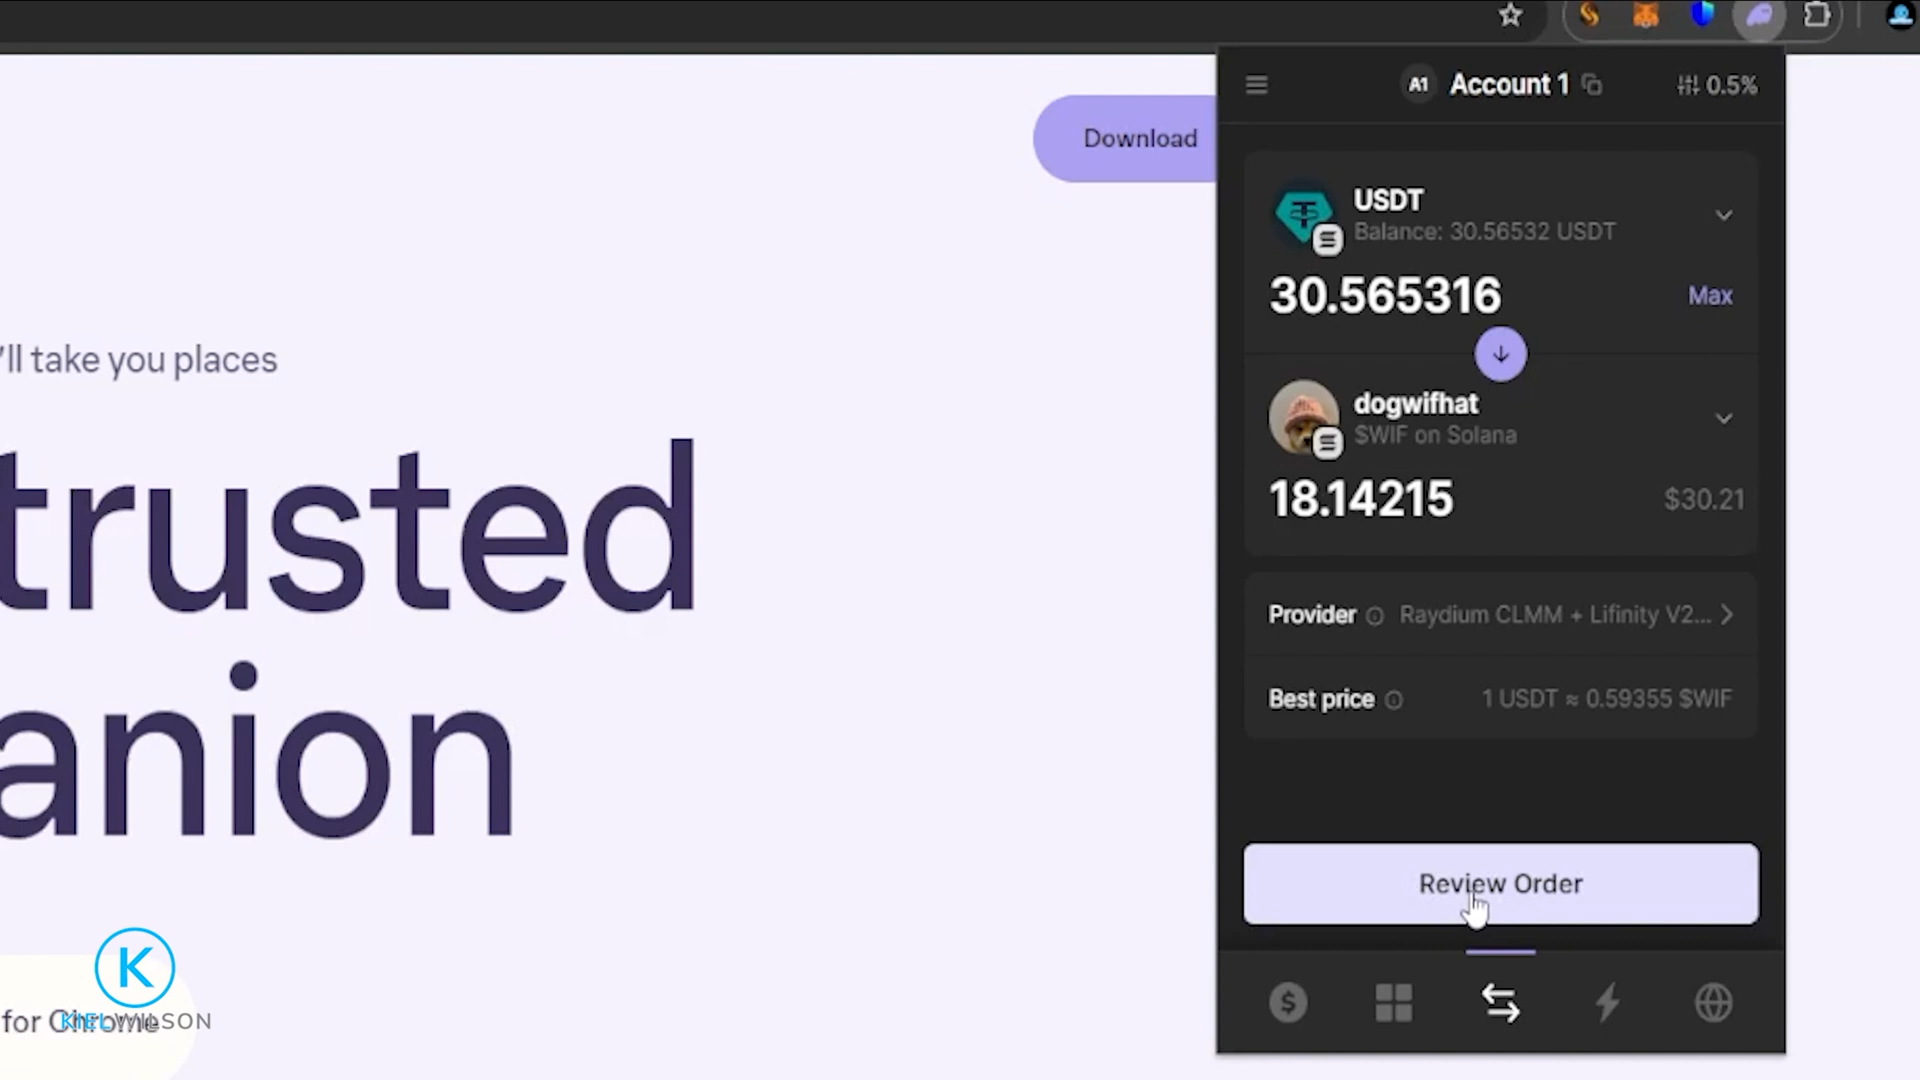 A1 Account 1 0.5%
Download
USDT
Balance: 30.56532 USDT
30.565316 Max
'll take you places
dogwifhat
$WIF on Solana
18.14215 $30.21
trusted
Provider Raydium CLMM + Lifinity V2...
Best price 1 USDT ≈ 0.59355 $WIF
anion
Review Order
K
for Chrome
KIELWILSON